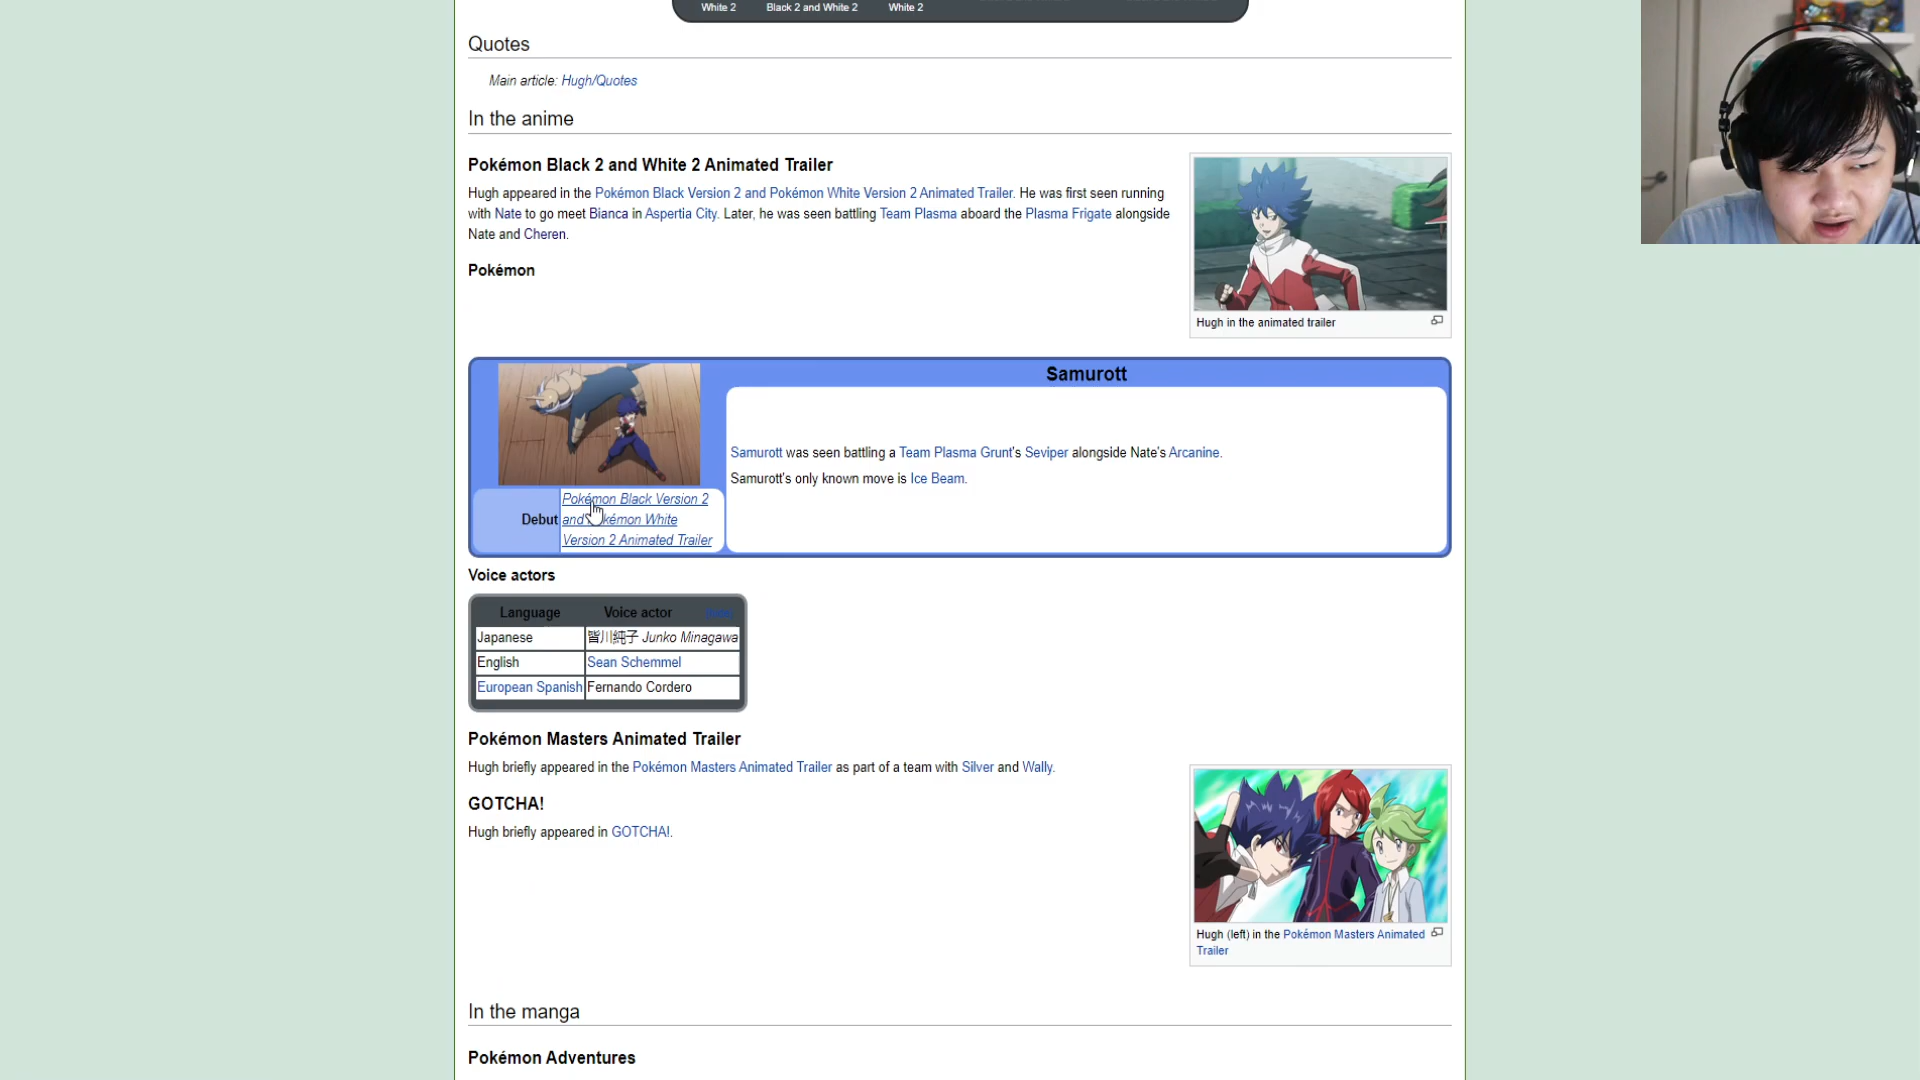 White 2 Black 2 and White 2 White 2
Quotes
Main article: Hugh/Quotes
In the anime
Pokémon Black 2 and White 2 Animated Trailer
Hugh appeared in the Pokémon Black Version 2 and Pokémon White Version 2 Animated Trailer. He was first seen running
with Nate to go meet Bianca in Aspertia City. Later, he was seen battling Team Plasma aboard the Plasma Frigate alongside
Nate and Cheren.
Hugh in the animated trailer
Pokémon
Samurott
Samurott was seen battling a Team Plasma Grunt's Seviper alongside Nate's Arcanine.
Samurott's only known move is Ice Beam.
Debut
Pokémon Black Version 2
and Pokémon White
Version 2 Animated Trailer
Voice actors
Language Voice actor
Japanese 皆川純子 Junko Minagawa
English Sean Schemmel
European Spanish Fernando Cordero
Pokémon Masters Animated Trailer
Hugh briefly appeared in the Pokémon Masters Animated Trailer as part of a team with Silver and Wally.
GOTCHA!
Hugh briefly appeared in GOTCHA!.
Hugh (left) in the Pokémon Masters Animated
Trailer
In the manga
Pokémon Adventures